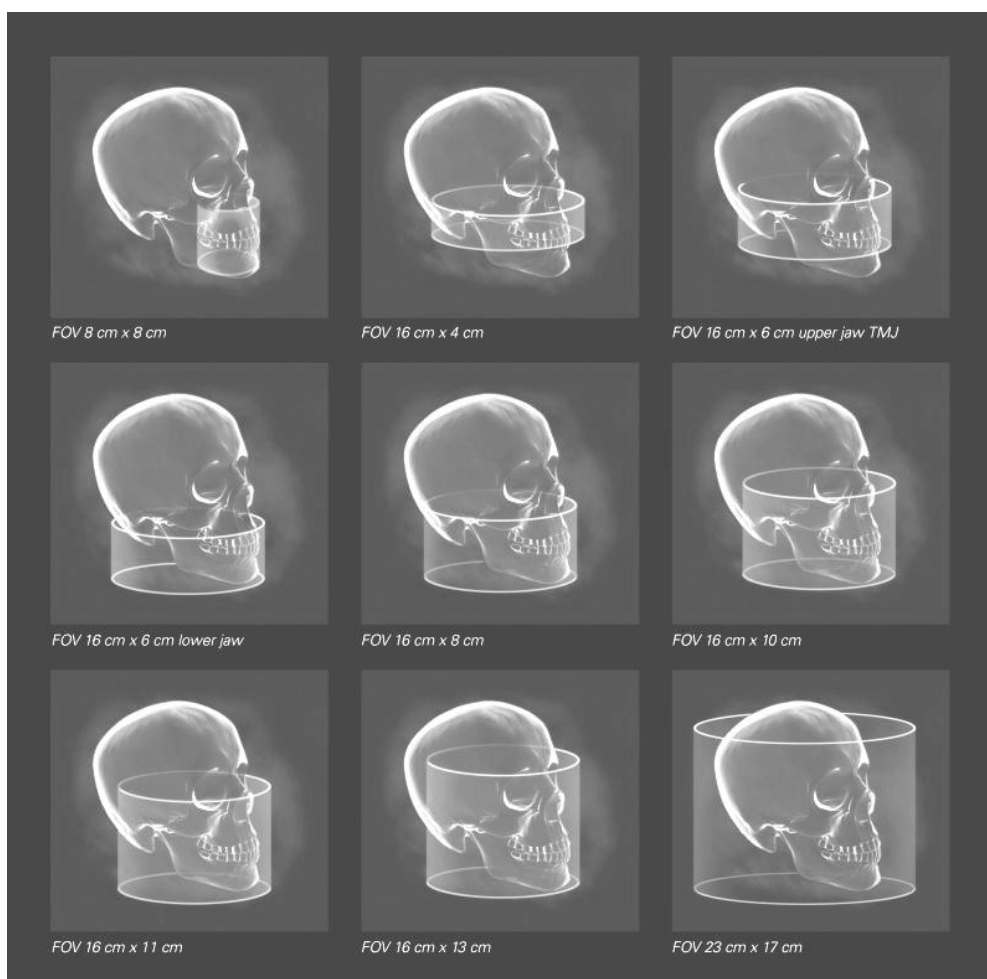 FOV 8 cm x 8 cm
FOV 16 cm x 4 cm
FOV 16 cm x 6 cm upper jaw TMJ
FOV 16 cm x 6 cm lower jaw
FOV 16 cm x 8 cm
FOV 16 cm x 10 cm
FOV 16 cm x 11 cm
FOV 16 cm x 13 cm
FOV 23 cm x 17 cm